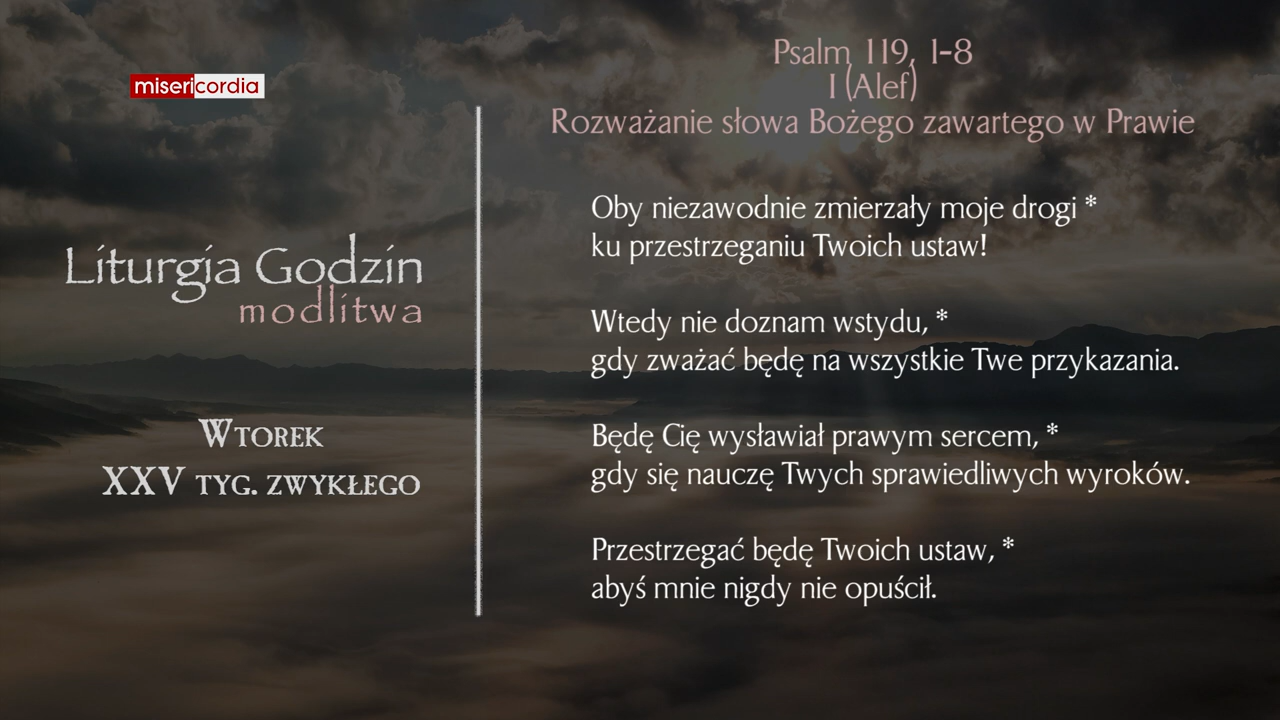 misericordia
Liturgia Godzin
modlitwa
Wtorek
XXV tyg. zwykłego
Psalm 119, 1-8
I (Alef)
Rozważanie słowa Bożego zawartego w Prawie
Oby niezawodnie zmierzały moje drogi *
ku przestrzeganiu Twoich ustaw!
Wtedy nie doznam wstydu, *
gdy zważać będę na wszystkie Twe przykazania.
Będę Cię wysławiał prawym sercem, *
gdy się nauczę Twych sprawiedliwych wyroków.
Przestrzegać będę Twoich ustaw, *
abyś mnie nigdy nie opuścił.